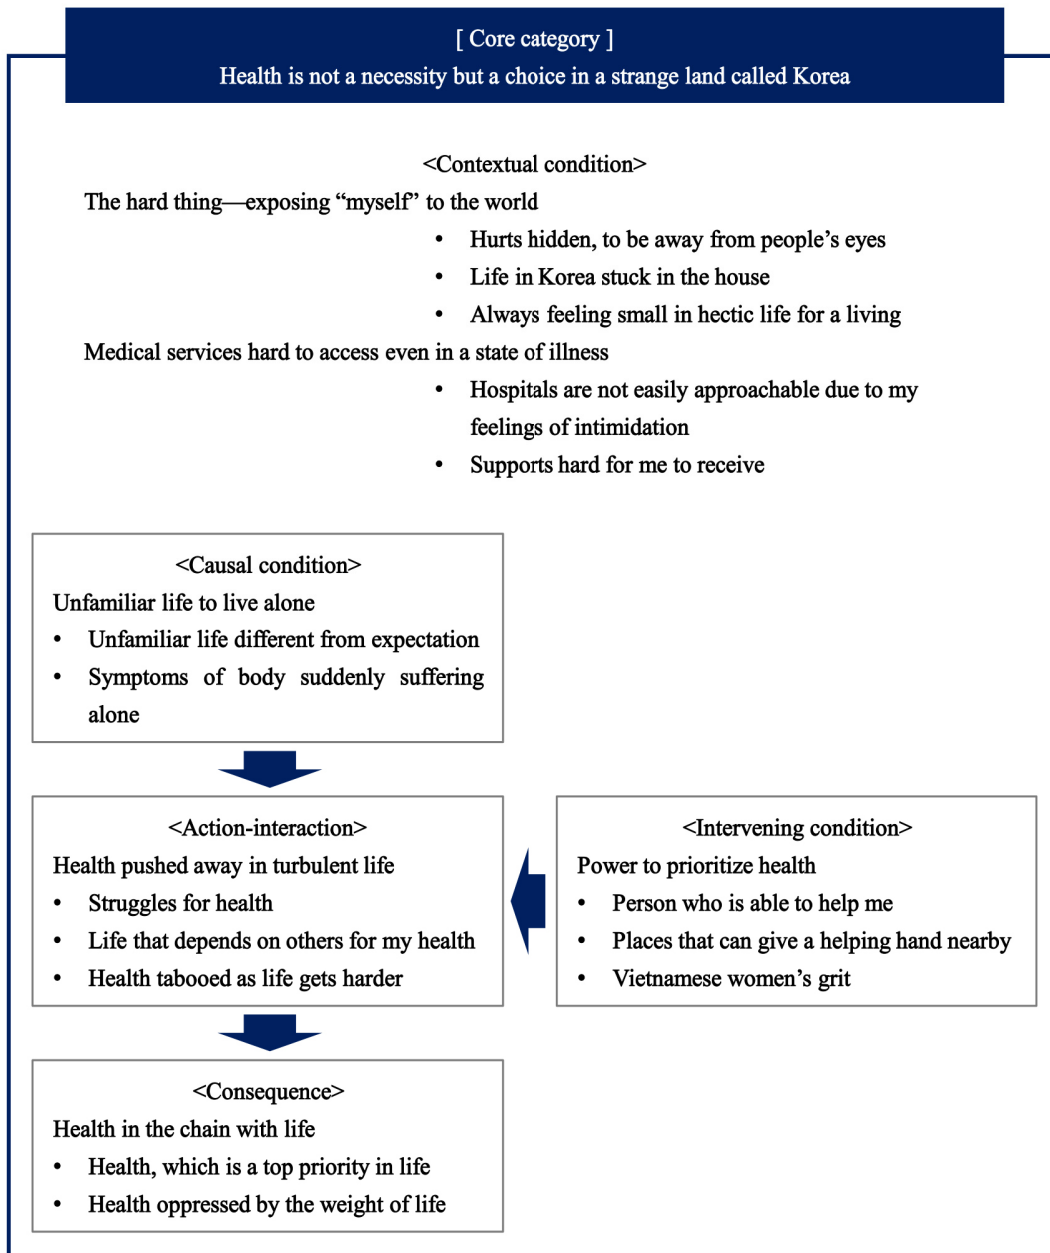 [ Core category ]
Health is not a necessity but a choice in a strange land called Korea
<Contextual condition>
The hard thing—exposing “myself” to the world
• Hurts hidden, to be away from people’s eyes
• Life in Korea stuck in the house
• Always feeling small in hectic life for a living
Medical services hard to access even in a state of illness
• Hospitals are not easily approachable due to my
feelings of intimidation
• Supports hard for me to receive
<Causal condition>
Unfamiliar life to live alone
• Unfamiliar life different from expectation
• Symptoms of body suddenly suffering
alone
<Action-interaction>
Health pushed away in turbulent life
• Struggles for health
• Life that depends on others for my health
• Health tabooed as life gets harder
<Intervening condition>
Power to prioritize health
• Person who is able to help me
• Places that can give a helping hand nearby
• Vietnamese women’s grit
<Consequence>
Health in the chain with life
• Health, which is a top priority in life
• Health oppressed by the weight of life